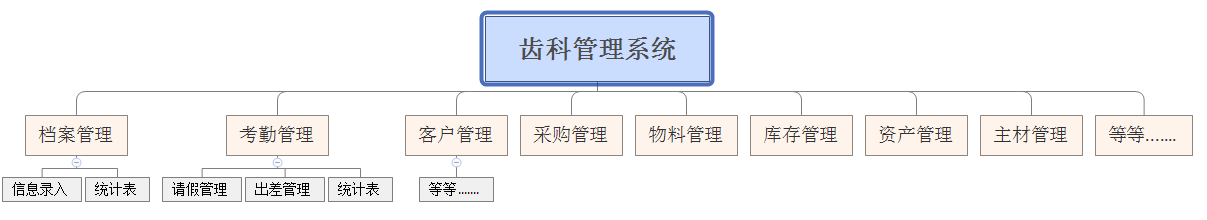 齿科管理系统
档案管理
考勤管理
客户管理
采购管理
物料管理
库存管理
资产管理
主材管理
等等.......
信息录入
统计表
请假管理
出差管理
统计表
等等.......